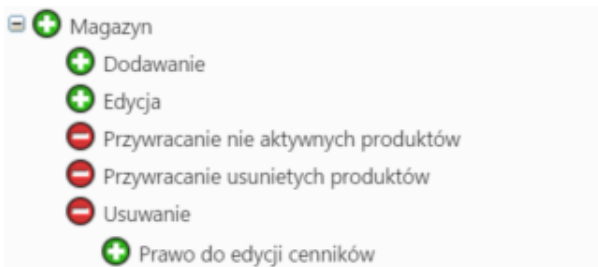 Magazyn
Dodawanie
Edycja
Przywracanie nie aktywnych produktów
Przywracanie usunietych produktów
Usuwanie
Prawo do edycji cenników